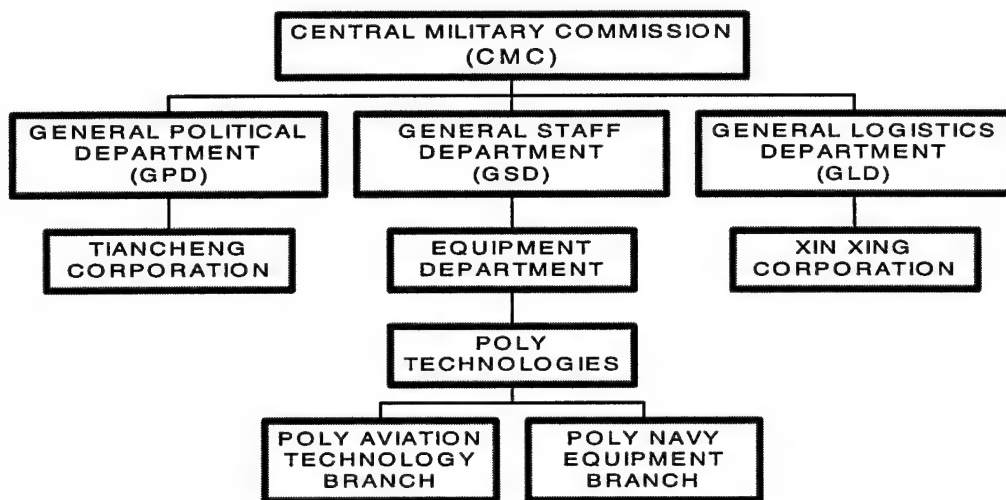 CENTRAL MILITARY COMMISSION
(CMC)
GENERAL POLITICAL
DEPARTMENT
(GPD)
GENERAL STAFF
DEPARTMENT
(GSD)
GENERAL LOGISTICS
DEPARTMENT
(GLD)
TIANCHENG
CORPORATION
EQUIPMENT
DEPARTMENT
XIN XING
CORPORATION
POLY
TECHNOLOGIES
POLY AVIATION
TECHNOLOGY
BRANCH
POLY NAVY
EQUIPMENT
BRANCH